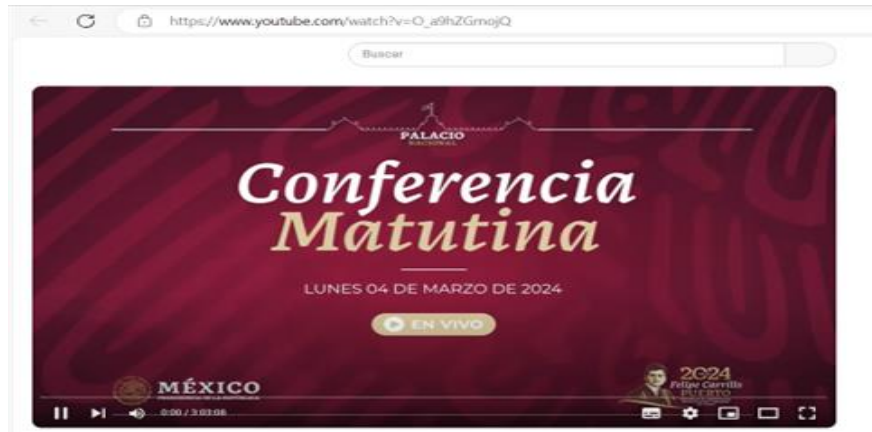 https://www.youtube.com/watch?v=O_a9hZGmojQ
Buscar
PALACIO
NACIONAL
Conferencia
Matutina
LUNES 04 DE MARZO DE 2024
EN VIVO
MÉXICO
2024
Felipe Carrillo
PUERTO
0:00 / 3:03:08